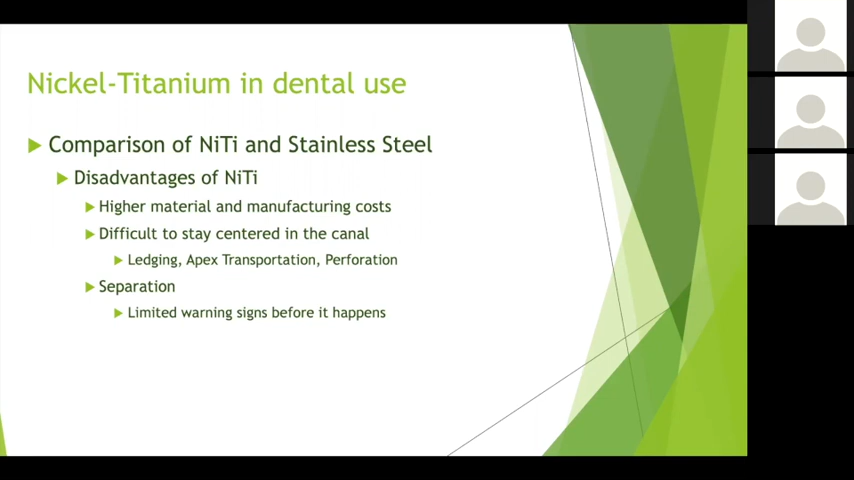 Nickel-Titanium in dental use
Comparison of NiTi and Stainless Steel
Disadvantages of NiTi
Higher material and manufacturing costs
Difficult to stay centered in the canal
Ledging, Apex Transportation, Perforation
Separation
Limited warning signs before it happens